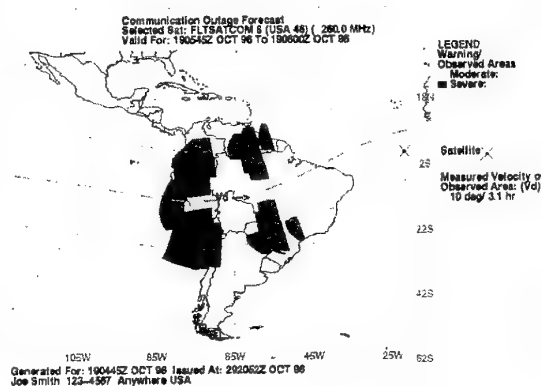 Communication Outage Forecast
Selected Sat: FLTSATCOM 8 (USA 46) ( 260.0 MHz)
Valid For: 190545Z OCT 96 To 190600Z OCT 96
LEGEND
Warning/
Observed Areas
Moderate:
Severe:
18N
Satellite:
2S
Measured Velocity o
Observed Area: (Vd)
10 deg/ 3.1 hr
Vd
22S
42S
105W
85W
65W
45W
25W
62S
Generated For: 190445Z OCT 96 Issued At: 292052Z OCT 96
Joe Smith 123-4567 Anywhere USA